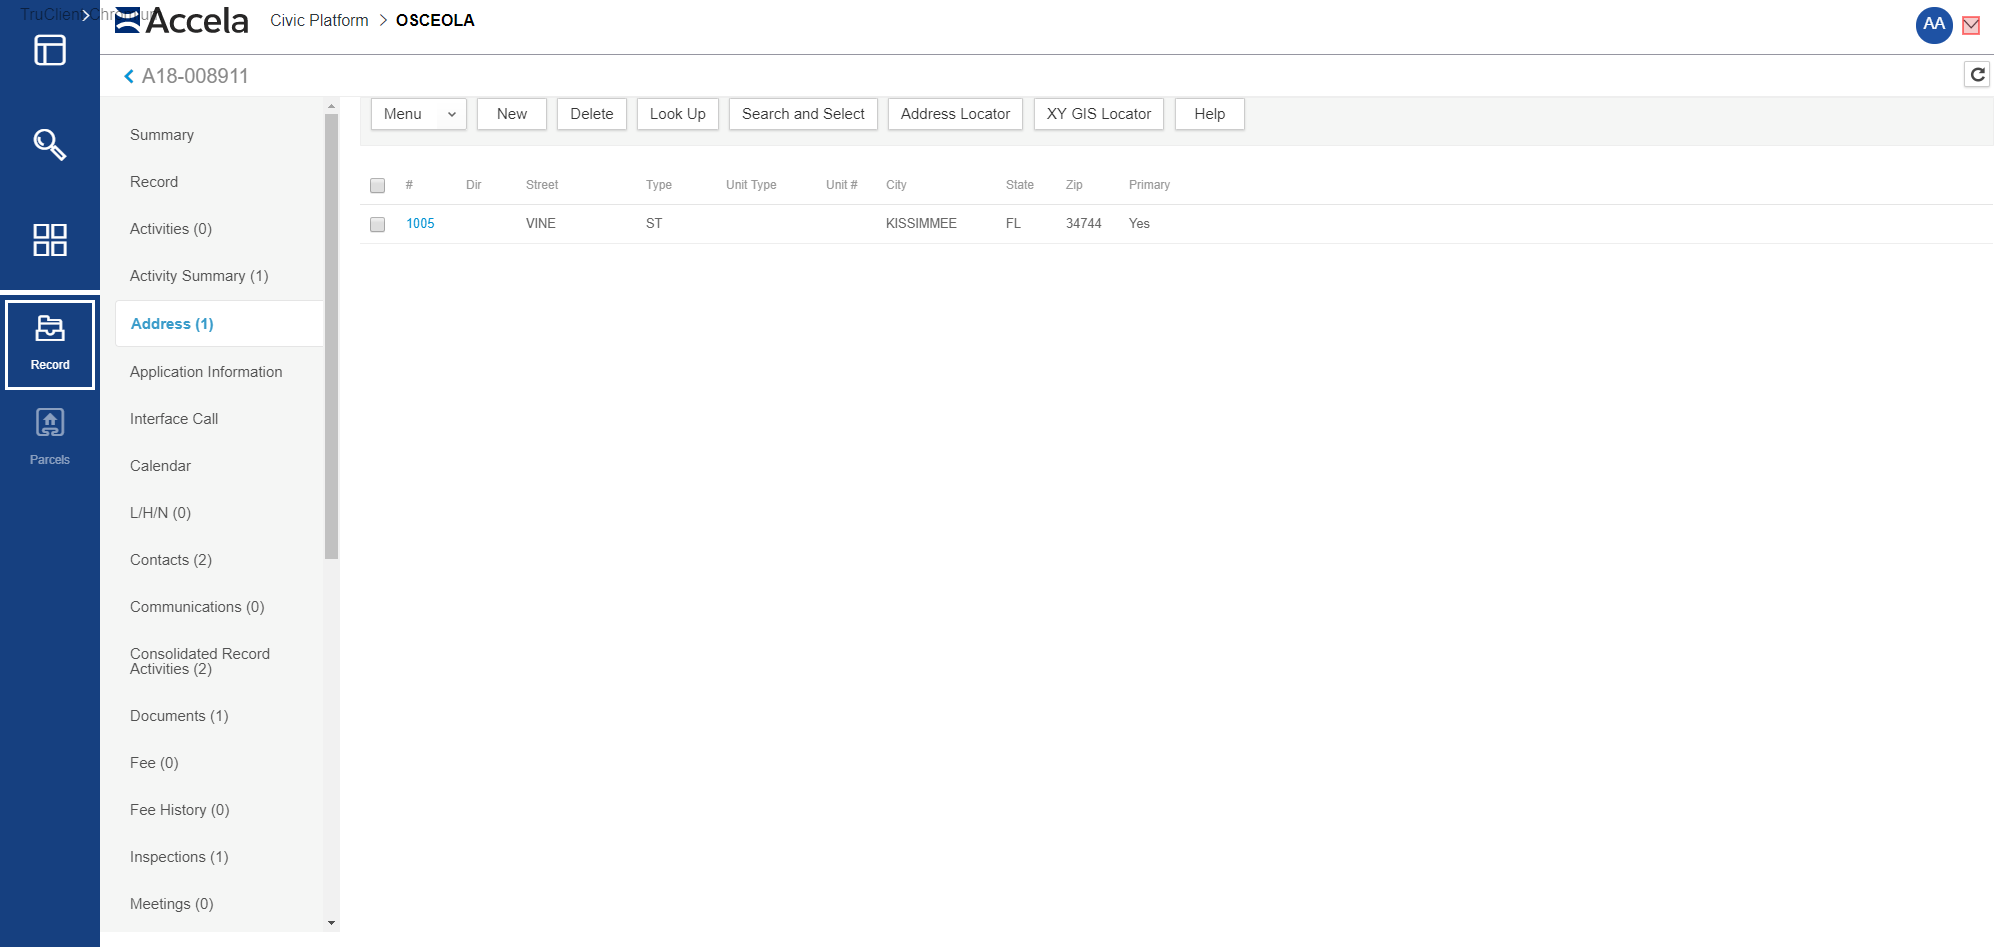 TruClient Chromium
Accela
Civic Platform > OSCEOLA
AA
A18-008911
Record
Parcels
Summary
Record
Activities (0)
Activity Summary (1)
Address (1)
Application Information
Interface Call
Calendar
L/H/N (0)
Contacts (2)
Communications (0)
Consolidated Record
Activities (2)
Documents (1)
Fee (0)
Fee History (0)
Inspections (1)
Meetings (0)
Menu New Delete Look Up Search and Select Address Locator XY GIS Locator Help
# Dir Street Type Unit Type Unit # City State Zip Primary
1005 VINE ST KISSIMMEE FL 34744 Yes